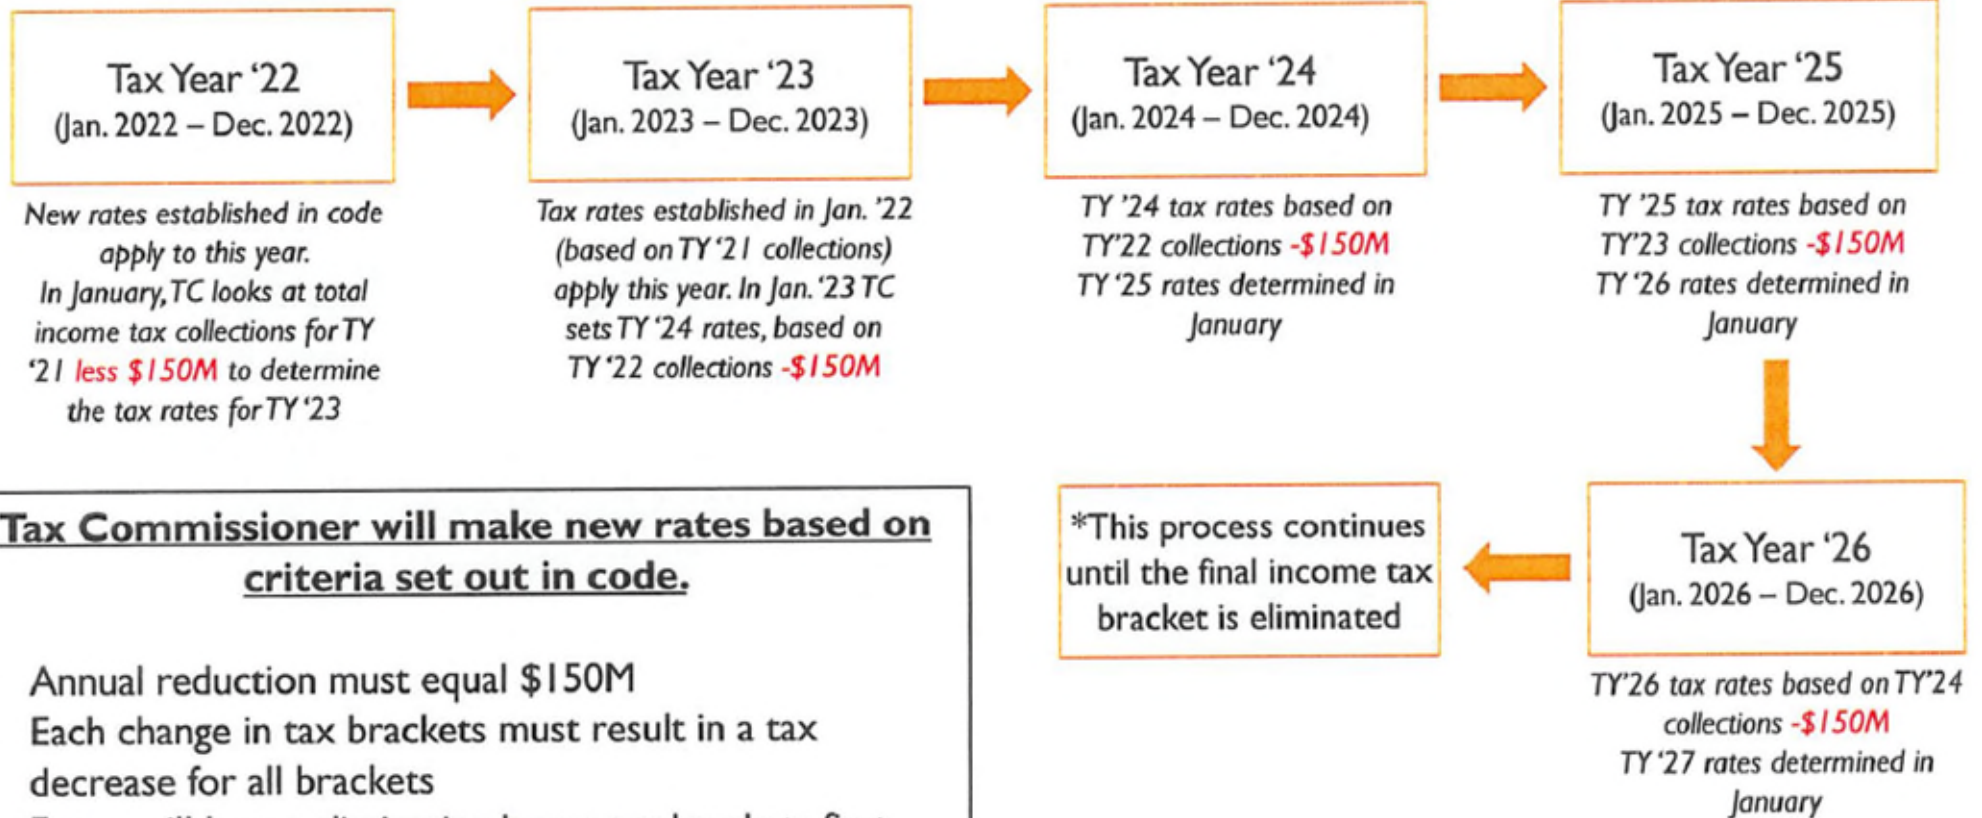 Tax Year ‘22
(Jan. 2022 – Dec. 2022)
New rates established in code
apply to this year.
In January, TC looks at total
income tax collections for TY
‘21 less $150M to determine
the tax rates for TY ‘23
Tax Year ‘23
(Jan. 2023 – Dec. 2023)
Tax rates established in Jan. ’22
(based on TY ‘21 collections)
apply this year. In Jan. ‘23 TC
sets TY ‘24 rates, based on
TY ‘22 collections -$150M
Tax Year ‘24
(Jan. 2024 – Dec. 2024)
TY ’24 tax rates based on
TY’22 collections -$150M
TY ‘25 rates determined in
January
Tax Year ‘25
(Jan. 2025 – Dec. 2025)
TY ’25 tax rates based on
TY’23 collections -$150M
TY ‘26 rates determined in
January
Tax Year ‘26
(Jan. 2026 – Dec. 2026)
TY’26 tax rates based on TY’24
collections -$150M
TY ‘27 rates determined in
January
*This process continues
until the final income tax
bracket is eliminated
Tax Commissioner will make new rates based on
criteria set out in code.
Annual reduction must equal $150M
Each change in tax brackets must result in a tax
decrease for all brackets